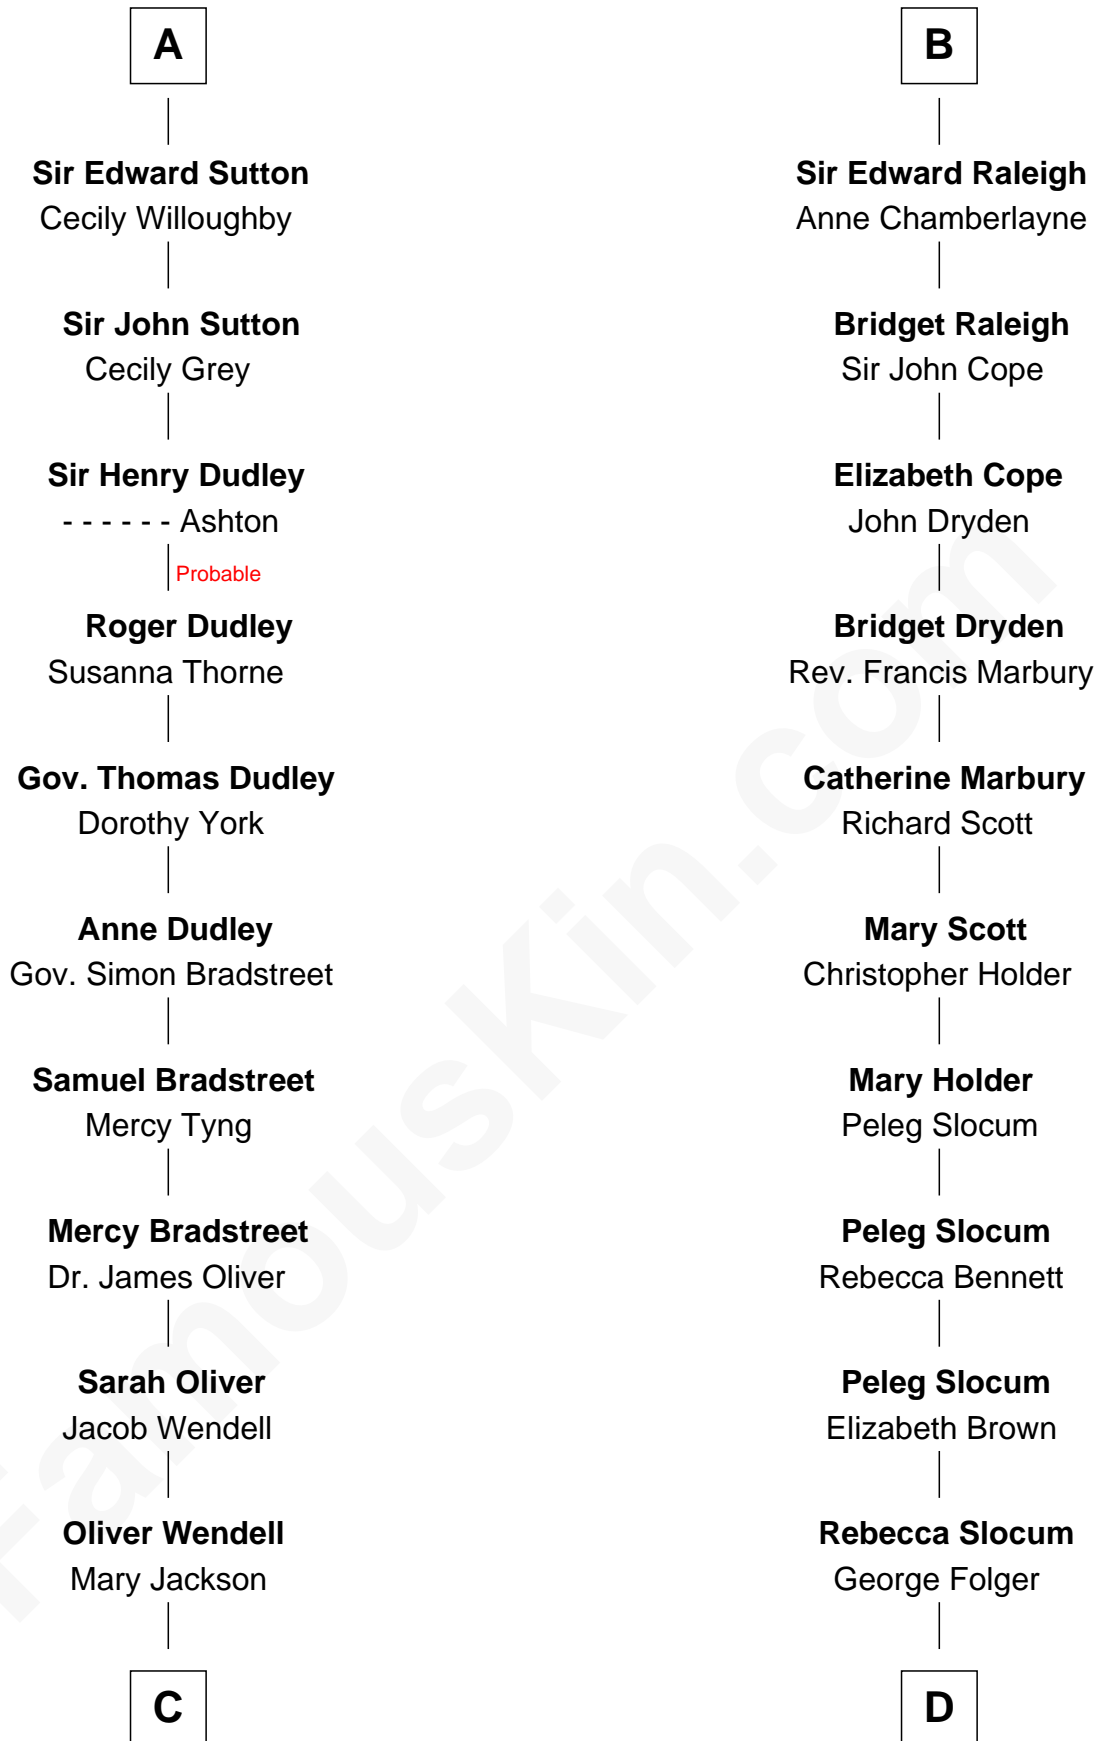 A
Sir Edward Sutton
Cecily Willoughby
Sir John Sutton
Cecily Grey
Sir Henry Dudley
- - - - - - Ashton
Probable
Roger Dudley
Susanna Thorne
Gov. Thomas Dudley
Dorothy York
Anne Dudley
Gov. Simon Bradstreet
Samuel Bradstreet
Mercy Tyng
Mercy Bradstreet
Dr. James Oliver
Sarah Oliver
Jacob Wendell
Oliver Wendell
Mary Jackson
C
B
Sir Edward Raleigh
Anne Chamberlayne
Bridget Raleigh
Sir John Cope
Elizabeth Cope
John Dryden
Bridget Dryden
Rev. Francis Marbury
Catherine Marbury
Richard Scott
Mary Scott
Christopher Holder
Mary Holder
Peleg Slocum
Peleg Slocum
Rebecca Bennett
Peleg Slocum
Elizabeth Brown
Rebecca Slocum
George Folger
D
FamousKin.com